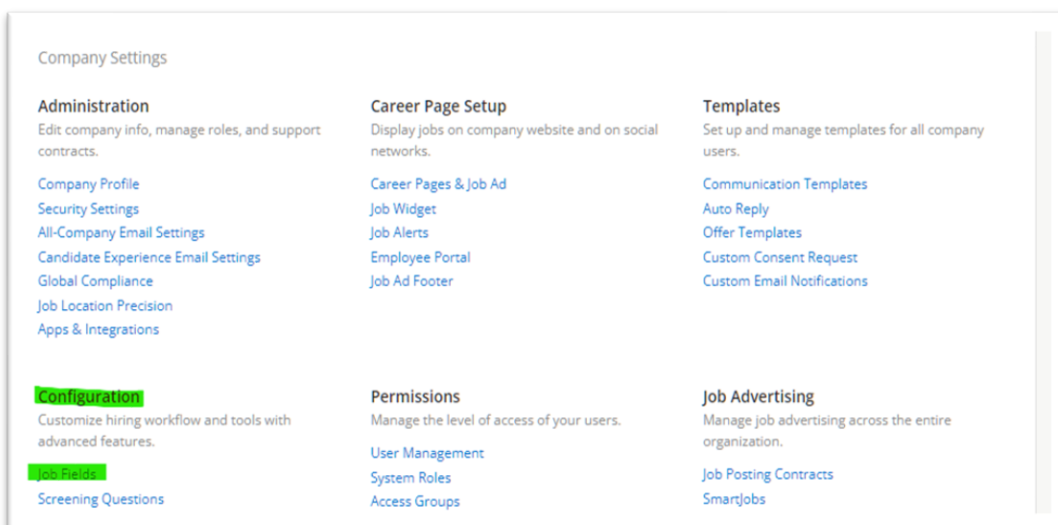 Company Settings
Administration
Edit company info, manage roles, and support
contracts.
Company Profile
Security Settings
All-Company Email Settings
Candidate Experience Email Settings
Global Compliance
Job Location Precision
Apps & Integrations
Career Page Setup
Display jobs on company website and on social
networks.
Career Pages & Job Ad
Job Widget
Job Alerts
Employee Portal
Job Ad Footer
Templates
Set up and manage templates for all company
users.
Communication Templates
Auto Reply
Offer Templates
Custom Consent Request
Custom Email Notifications
Configuration
Customize hiring workflow and tools with
advanced features.
Job Fields
Screening Questions
Permissions
Manage the level of access of your users.
User Management
System Roles
Access Groups
Job Advertising
Manage job advertising across the entire
organization.
Job Posting Contracts
SmartJobs